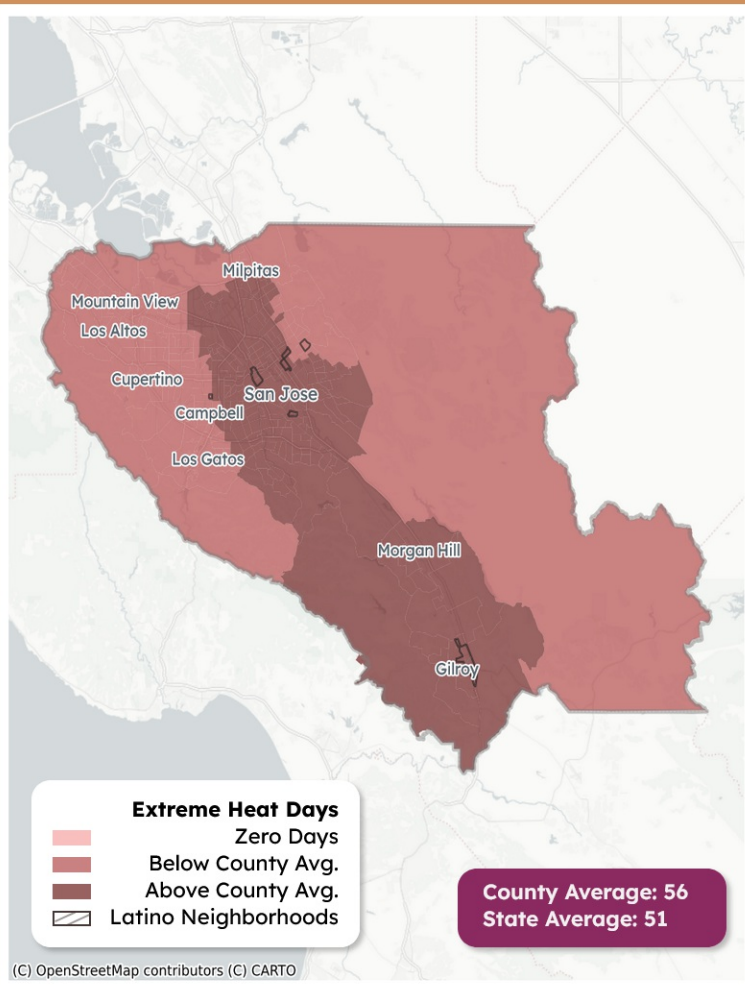 Milpitas
Mountain View
Los Altos
Cupertino
San Jose
Campbell
Los Gatos
Morgan Hill
Gilroy
Extreme Heat Days
Zero Days
Below County Avg.
Above County Avg.
Latino Neighborhoods
County Average: 56
State Average: 51
(C) OpenStreetMap contributors (C) CARTO